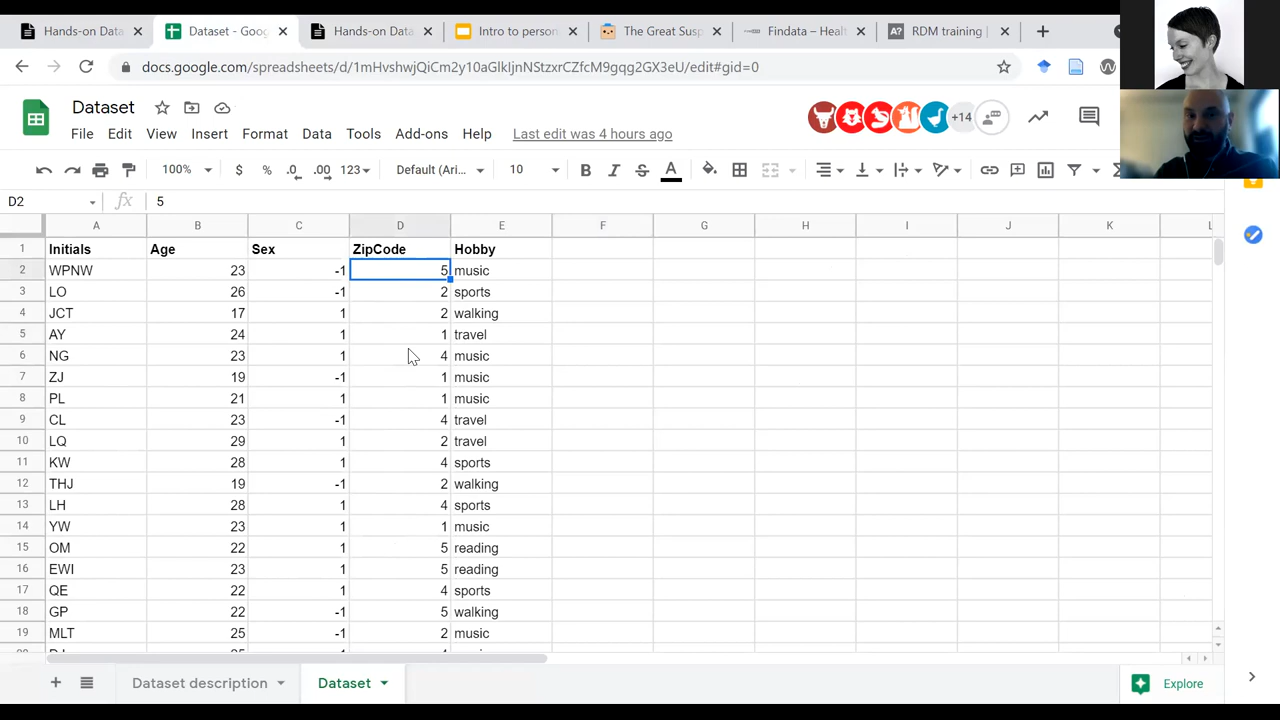 Hands-on Data
Dataset - Goog
Hands-on Data
Intro to person
The Great Sus
Findata – Heal
RDM training |
docs.google.com/spreadsheets/d/1mHvshwjQiCm2y10aGlkIjnNStzxrCZfcM9gqg2GX3eU/edit#gid=0
Dataset
+14
File Edit View Insert Format Data Tools Add-ons Help Last edit was 4 hours ago
100% $ % .0 .00 123 Default (Ari... 10 B I S A
D2 fx 5
A B C D E F G H I J K L
1 Initials Age Sex ZipCode Hobby
2 WPNW 23 -1 5 music
3 LO 26 -1 2 sports
4 JCT 17 1 2 walking
5 AY 24 1 1 travel
6 NG 23 1 4 music
7 ZJ 19 -1 1 music
8 PL 21 1 1 music
9 CL 23 -1 4 travel
10 LQ 29 1 2 travel
11 KW 28 1 4 sports
12 THJ 19 -1 2 walking
13 LH 28 1 4 sports
14 YW 23 1 1 music
15 OM 22 1 5 reading
16 EWI 23 1 5 reading
17 QE 22 1 4 sports
18 GP 22 -1 5 walking
19 MLT 25 -1 2 music
Dataset description Dataset Explore